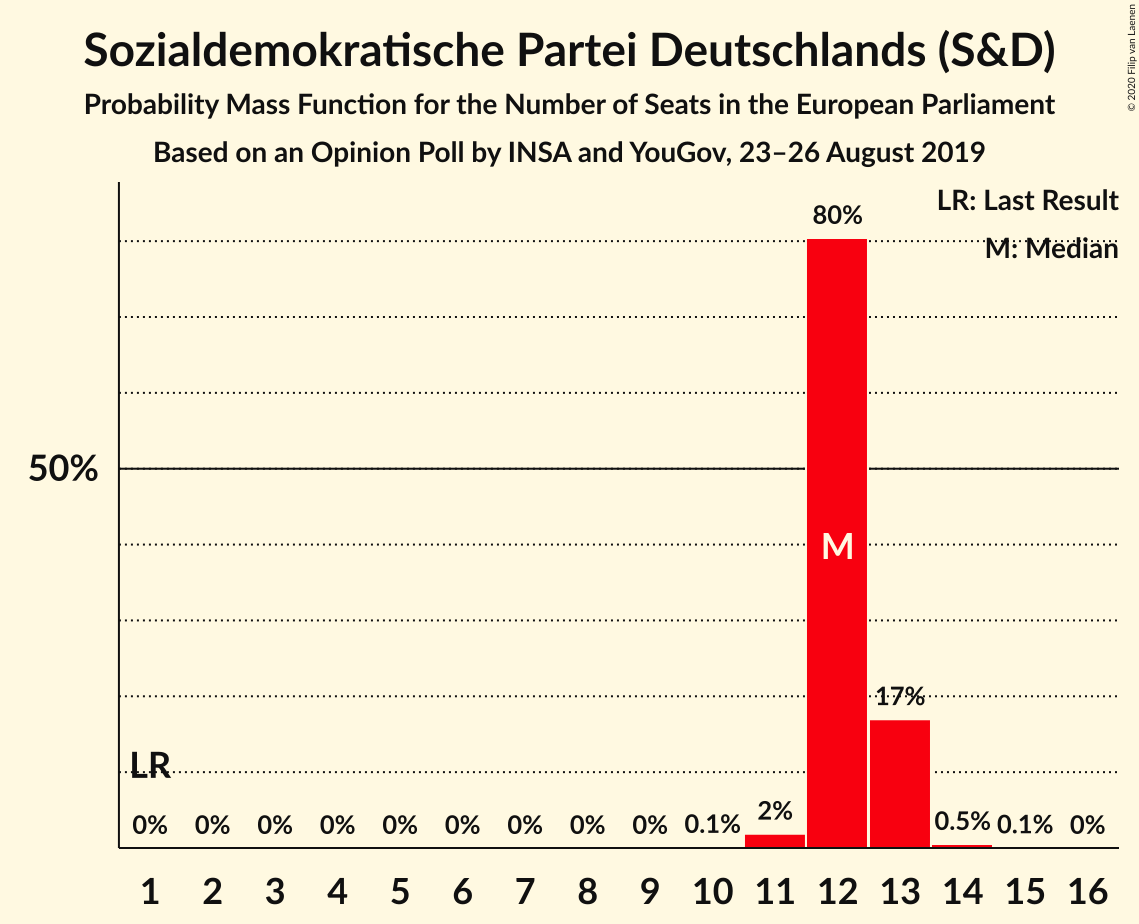 Sozialdemokratische Partei Deutschlands (S&D)
Probability Mass Function for the Number of Seats in the European Parliament
Based on an Opinion Poll by INSA and YouGov, 23–26 August 2019
© 2020 Filip van Laenen
LR: Last Result
M: Median
80%
50%
M
17%
LR
0% 0% 0% 0% 0% 0% 0% 0% 0% 0.1% 2% 0.5% 0.1% 0%
1 2 3 4 5 6 7 8 9 10 11 12 13 14 15 16